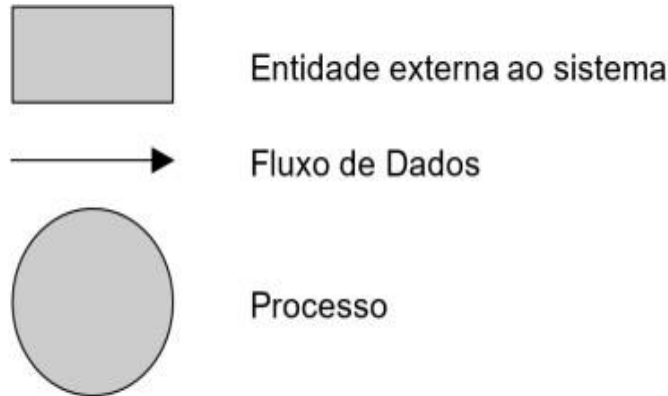 Entidade externa ao sistema
Fluxo de Dados
Processo